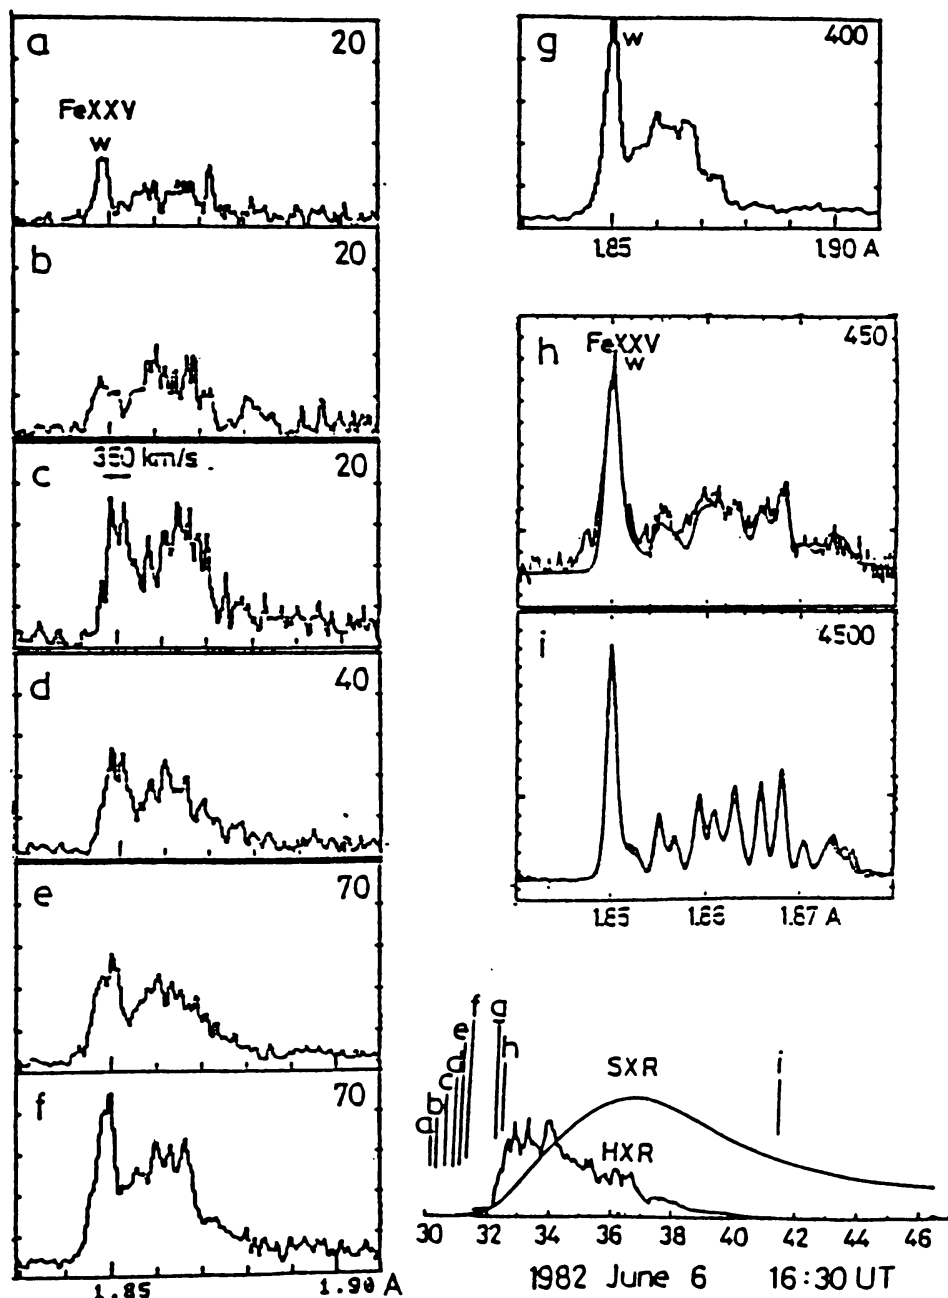 a 20
FeXXV
w
b 20
c 350 km/s 20
d 40
e 70
f 70
1.85 1.90 A
g w 400
1.85 1.90 A
h FeXXV 450
w
i 4500
1.85 1.86 1.87 A
a b c d e f g h i
SXR
HXR
30 32 34 36 38 40 42 44 46
1982 June 6 16:30 UT